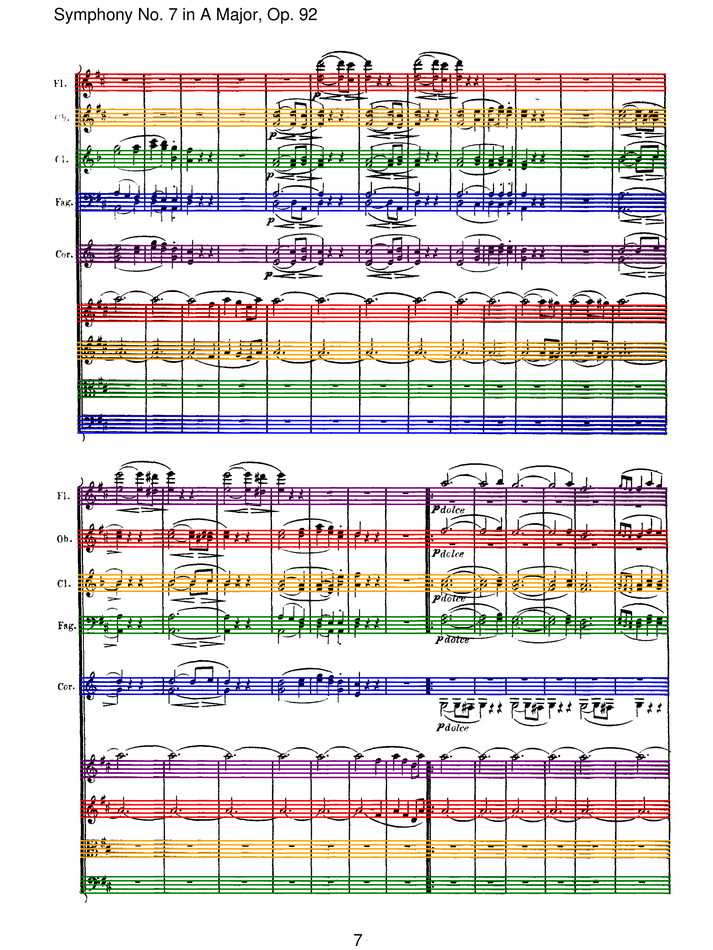 Symphony No. 7 in A Major, Op. 92
Fl.
Ob.
p
Cl.
p
Fag.
p
Cor.
p
Fl.
p dolce
Ob.
p dolce
Cl.
p dolce
Fag.
p dolce
Cor.
p dolce
7